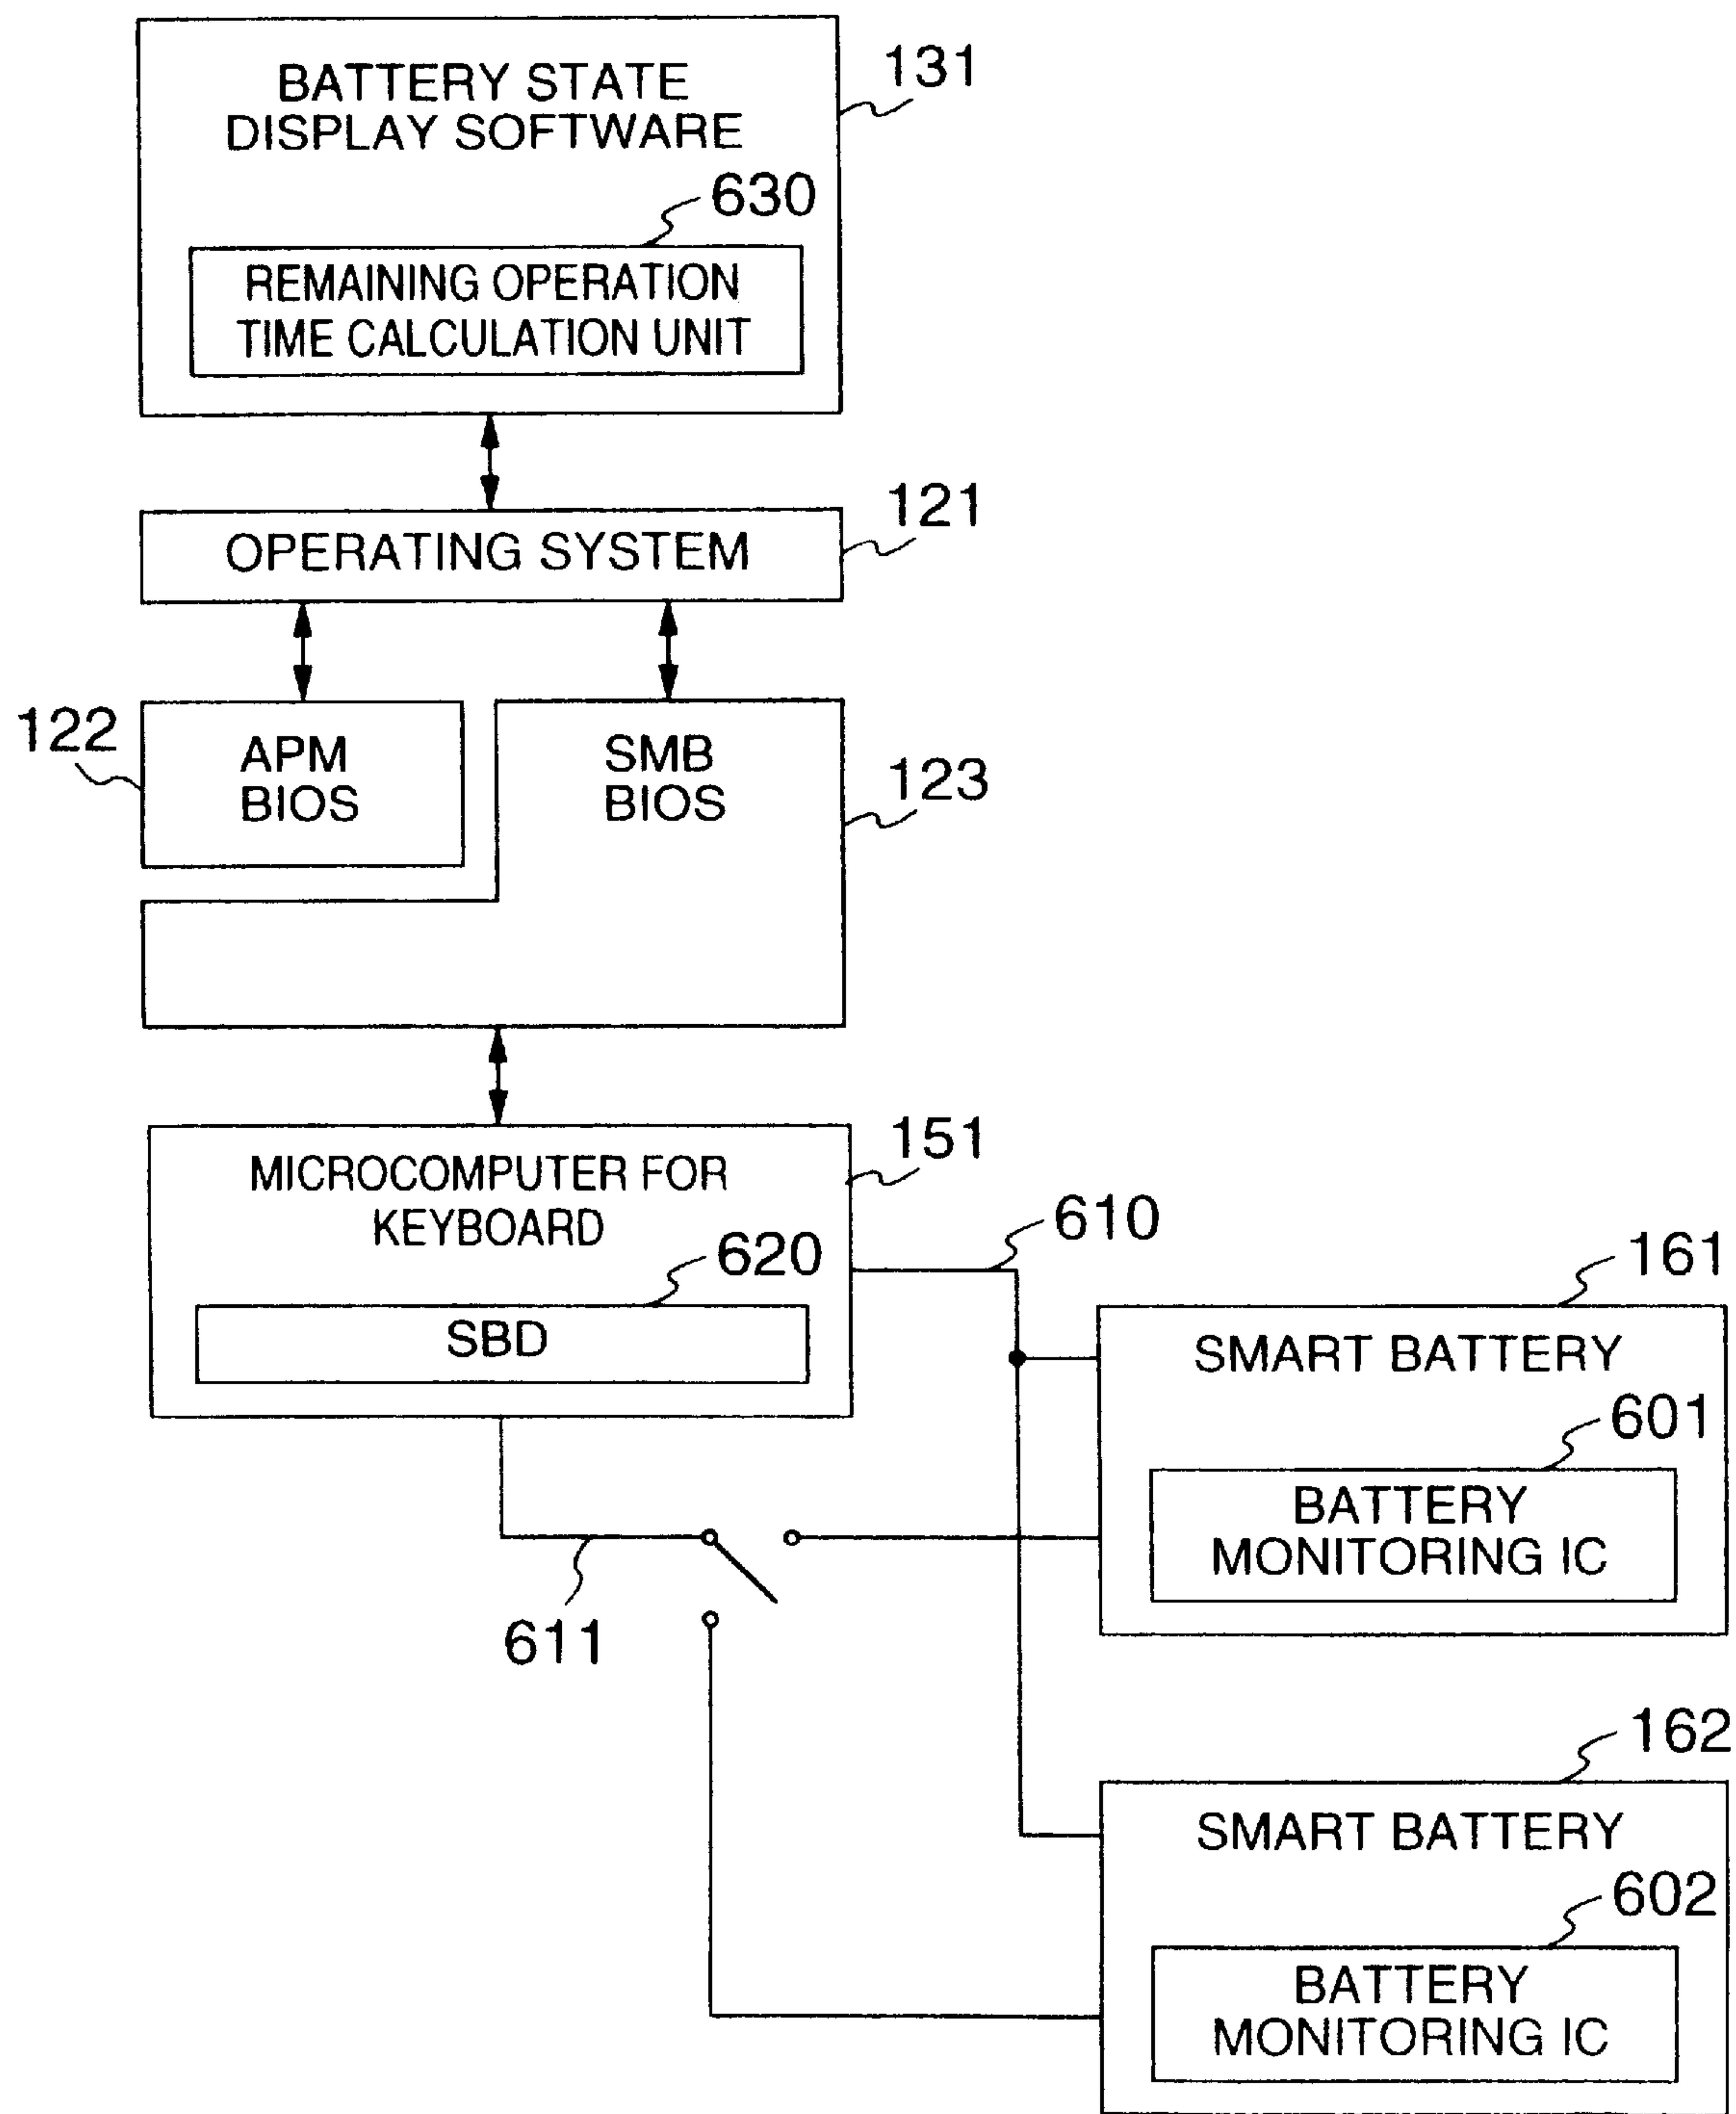 BATTERY STATE
DISPLAY SOFTWARE
131
630
REMAINING OPERATION
TIME CALCULATION UNIT
121
OPERATING SYSTEM
122
APM
BIOS
SMB
BIOS
123
151
MICROCOMPUTER FOR
KEYBOARD
620
SBD
610
611
161
SMART BATTERY
601
BATTERY
MONITORING IC
162
SMART BATTERY
602
BATTERY
MONITORING IC